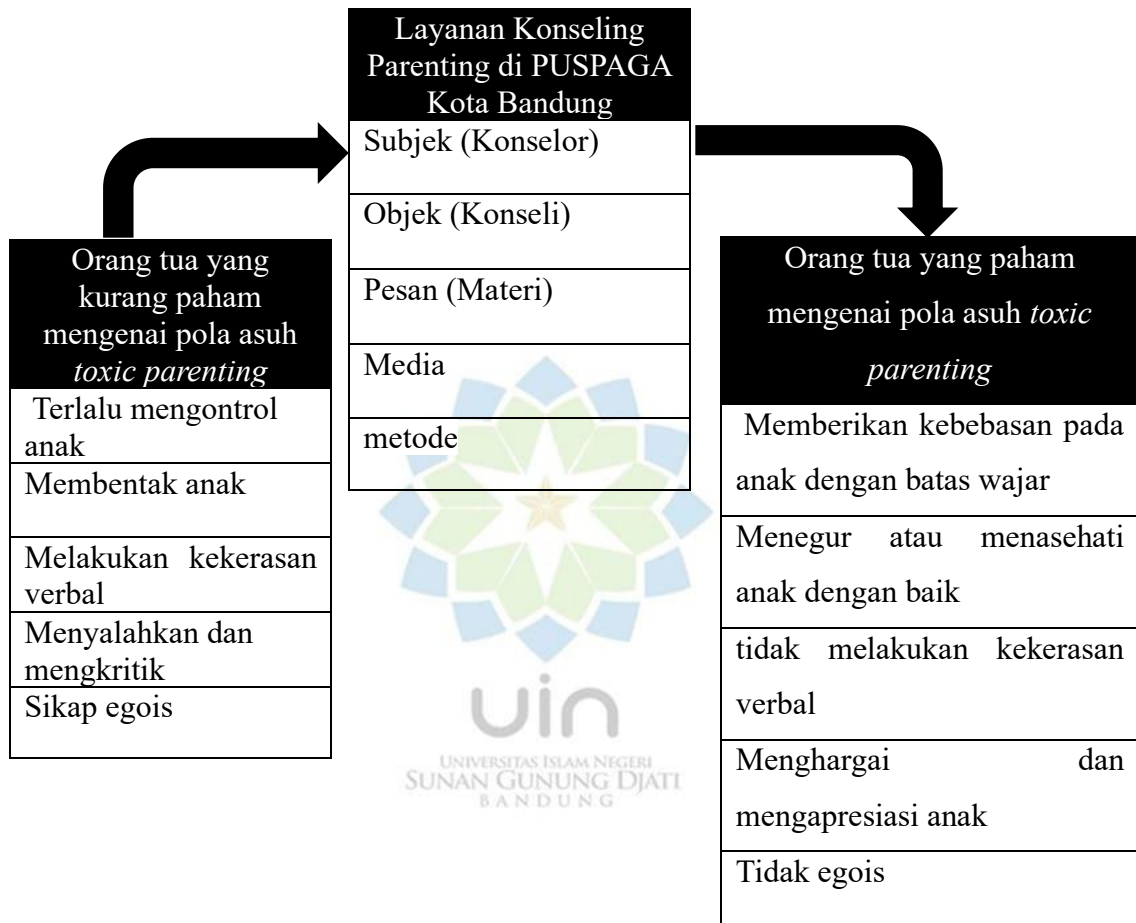 Layanan Konseling
Parenting di PUSPAGA
Kota Bandung
Subjek (Konselor)
Objek (Konseli)
Pesan (Materi)
Media
metode
Orang tua yang
kurang paham
mengenai pola asuh
toxic parenting
Terlalu mengontrol
anak
Membentak anak
Melakukan kekerasan
verbal
Menyalahkan dan
mengkritik
Sikap egois
Orang tua yang paham
mengenai pola asuh toxic
parenting
Memberikan kebebasan pada
anak dengan batas wajar
Menegur atau menasehati
anak dengan baik
tidak melakukan kekerasan
verbal
Menghargai dan
mengapresiasi anak
Tidak egois
uin
UNIVERSITAS ISLAM NEGERI
SUNAN GUNUNG DJATI
BANDUNG